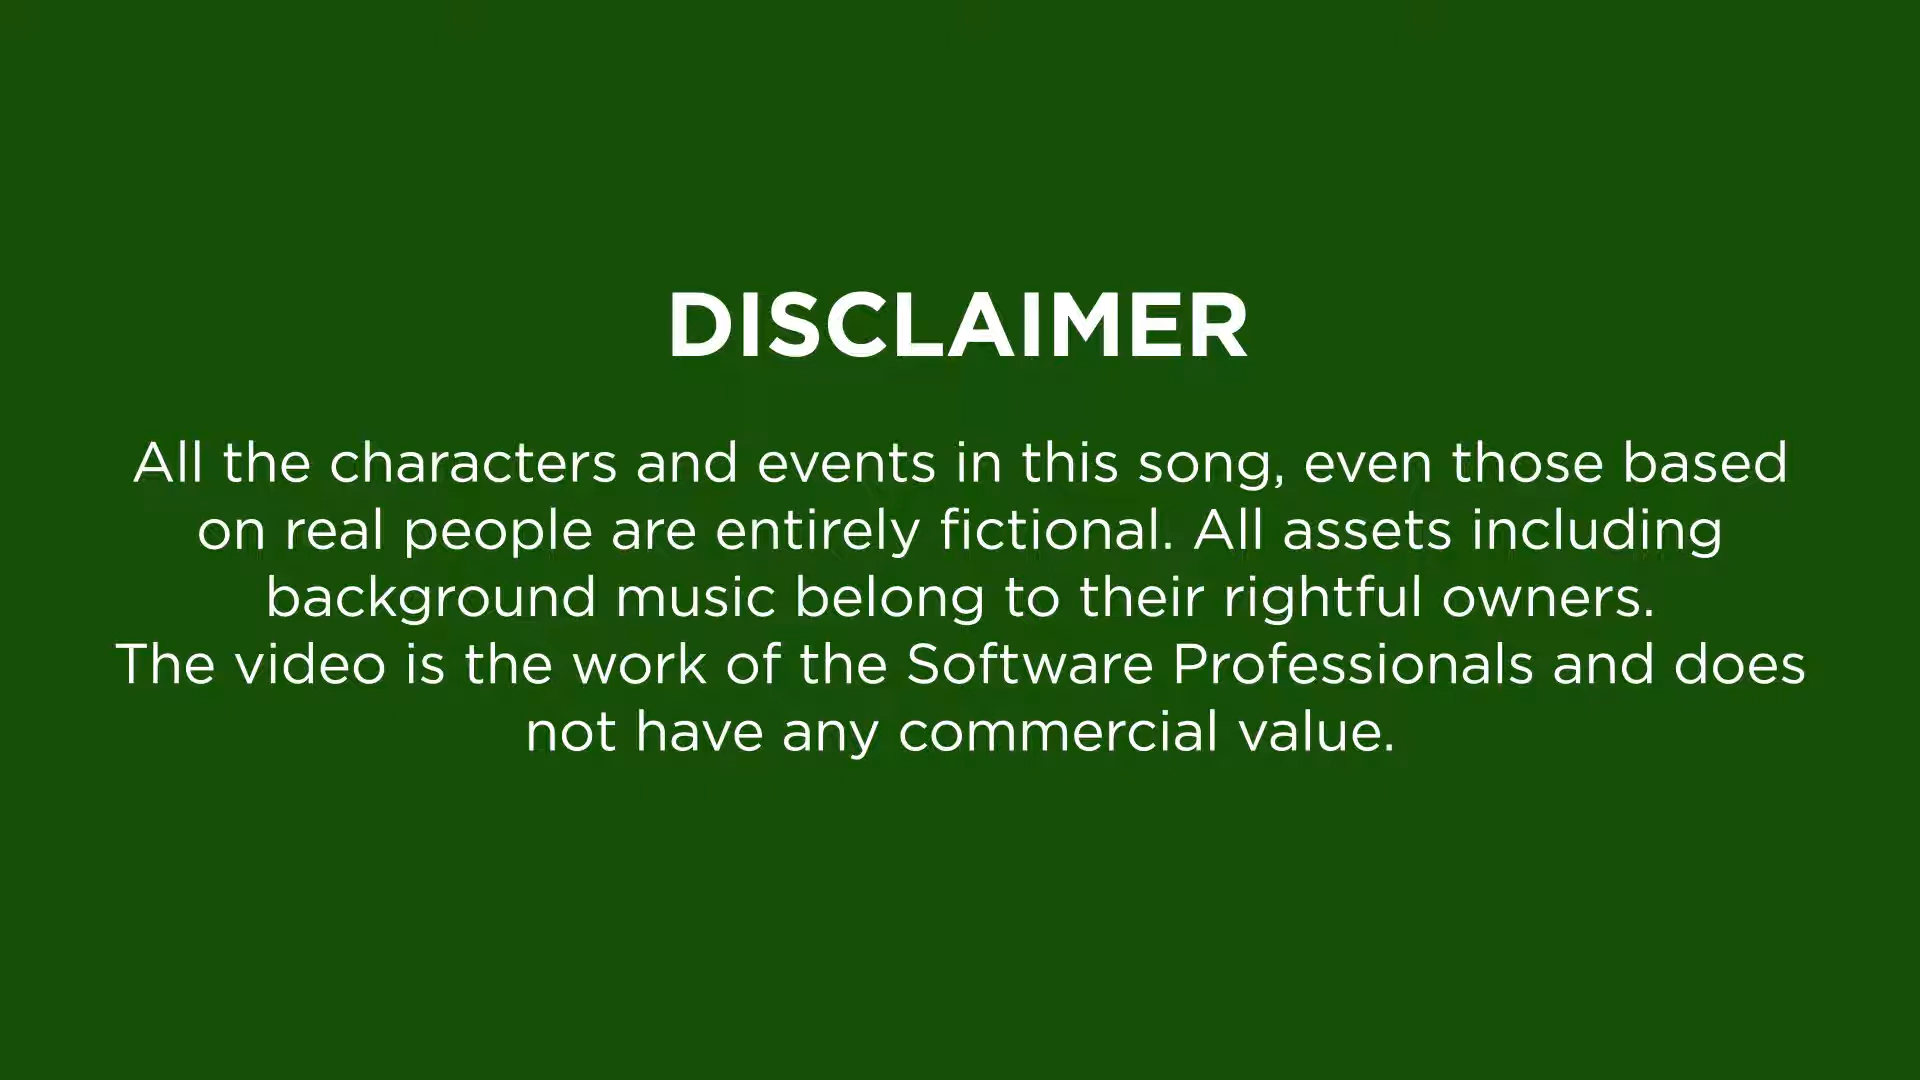 DISCLAIMER
All the characters and events in this song, even those based
on real people are entirely fictional. All assets including
background music belong to their rightful owners.
The video is the work of the Software Professionals and does
not have any commercial value.